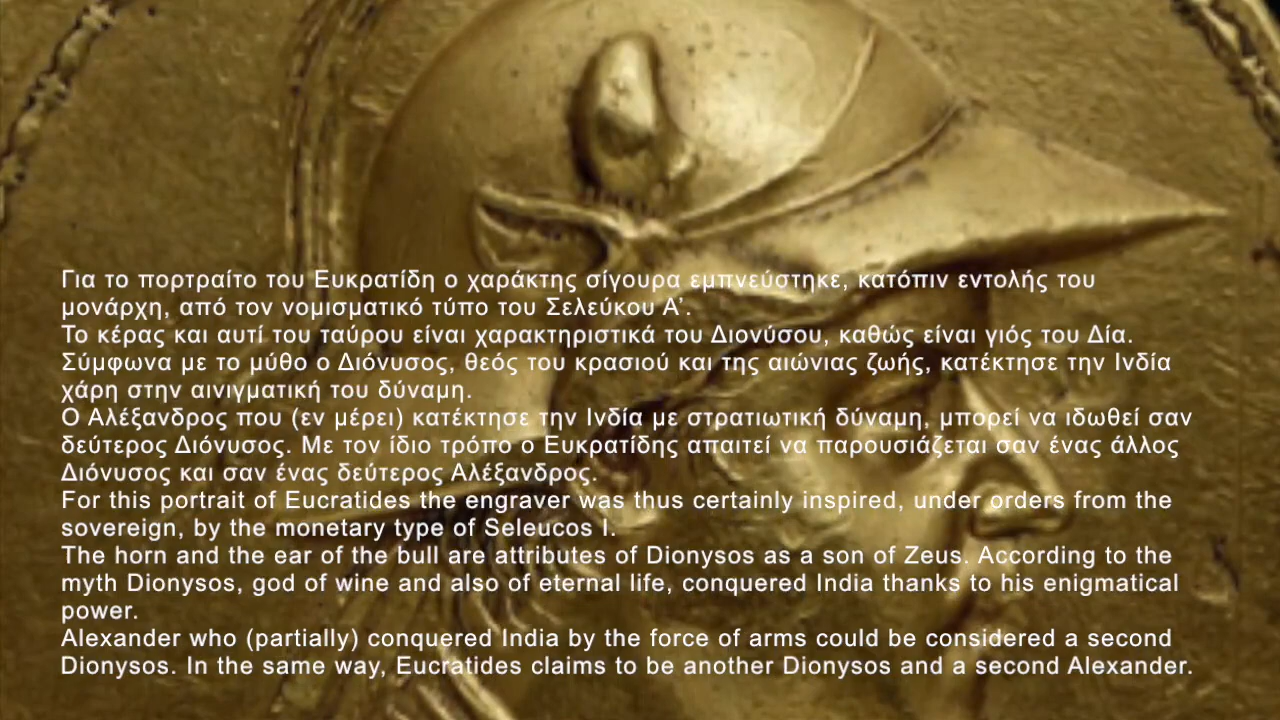 Για το πορτραίτο του Ευκρατίδη ο χαράκτης σίγουρα εμπνεύστηκε, κατόπιν εντολής του
μονάρχη, από τον νομισματικό τύπο του Σελεύκου Α’.
Το κέρας και αυτί του ταύρου είναι χαρακτηριστικά του Διονύσου, καθώς είναι γιός του Δία.
Σύμφωνα με το μύθο ο Διόνυσος, θεός του κρασιού και της αιώνιας ζωής, κατέκτησε την Ινδία
χάρη στην αινιγματική του δύναμη.
Ο Αλέξανδρος που (εν μέρει) κατέκτησε την Ινδία με στρατιωτική δύναμη, μπορεί να ιδωθεί σαν
δεύτερος Διόνυσος. Με τον ίδιο τρόπο ο Ευκρατίδης απαιτεί να παρουσιάζεται σαν ένας άλλος
Διόνυσος και σαν ένας δεύτερος Αλέξανδρος.
For this portrait of Eucratides the engraver was thus certainly inspired, under orders from the
sovereign, by the monetary type of Seleucos I.
The horn and the ear of the bull are attributes of Dionysos as a son of Zeus. According to the
myth Dionysos, god of wine and also of eternal life, conquered India thanks to his enigmatical
power.
Alexander who (partially) conquered India by the force of arms could be considered a second
Dionysos. In the same way, Eucratides claims to be another Dionysos and a second Alexander.